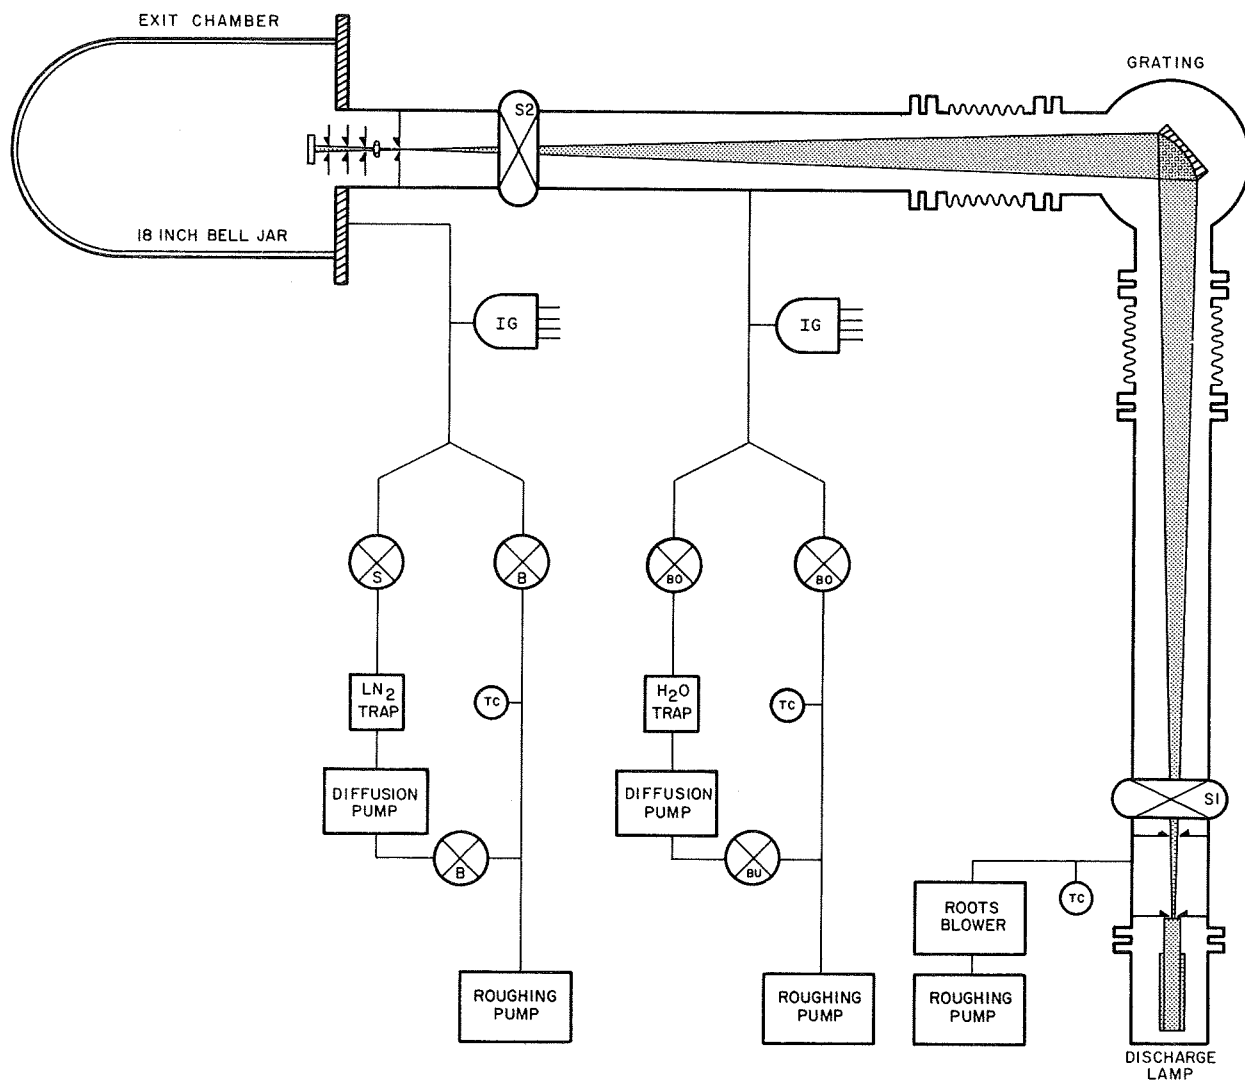 EXIT CHAMBER
GRATING
S2
18 INCH BELL JAR
IG
IG
S
B
BO
BO
LN2
TRAP
TC
H2O
TRAP
TC
DIFFUSION
PUMP
DIFFUSION
PUMP
S1
B
BU
ROOTS
BLOWER
TC
ROUGHING
PUMP
ROUGHING
PUMP
ROUGHING
PUMP
DISCHARGE
LAMP